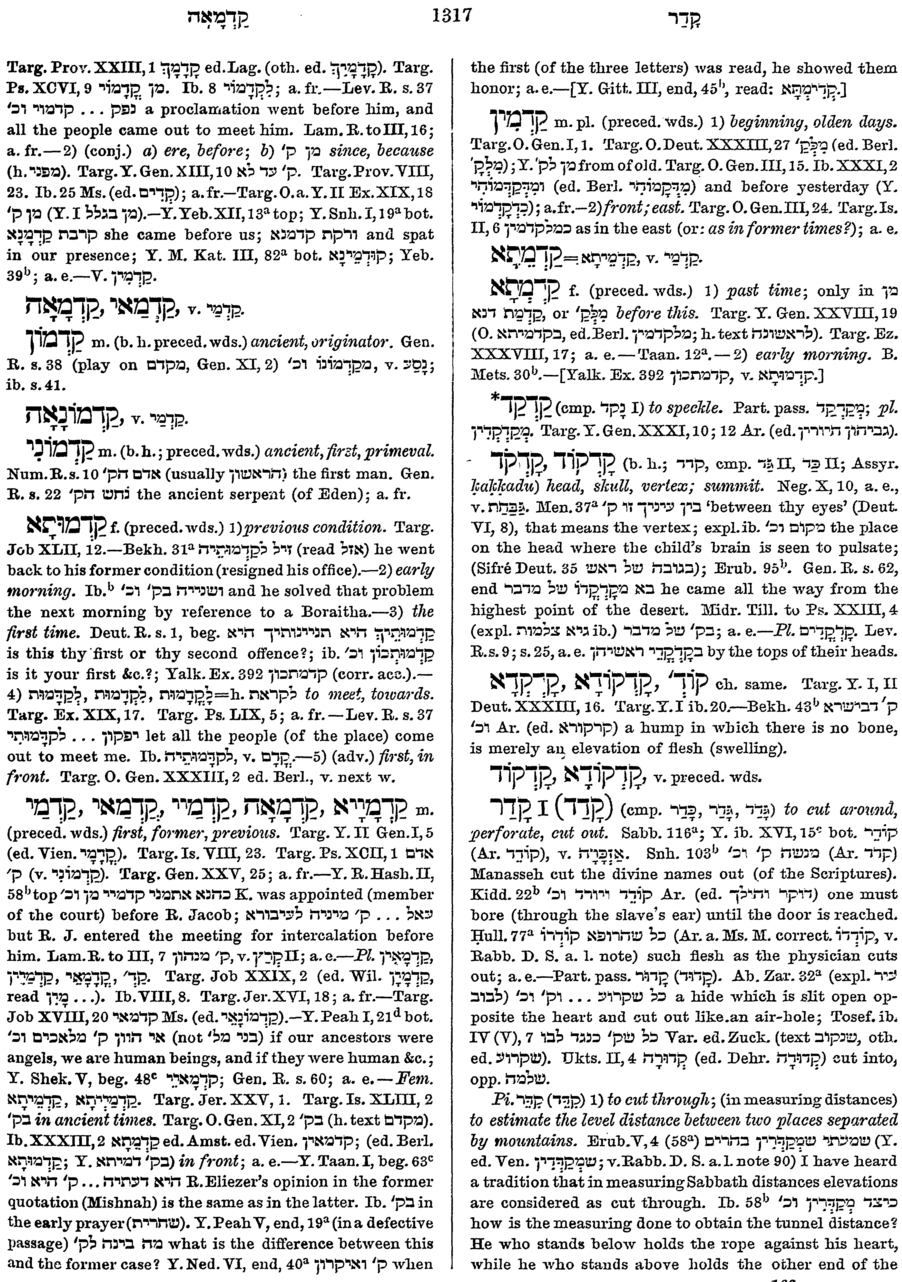 קַדְמָאָה 1317 קָדַר
Targ. Prov. XXIII, 1 קָדָמָךְ ed. Lag. (oth. ed. קֳדָמָיִךְ). Targ.
Ps. XCVI, 9 מן קֳדָמוֹי. Ib. 8 לִקְדָמוֹי; a. fr.—Lev. R. s. 37
נפק ... קדמוי וכ׳ a proclamation went before him, and
all the people came out to meet him. Lam. R. to III, 16;
a. fr.—2) (conj.) a) ere, before; b) מן ק׳ since, because
(h. מפני). Targ. Y. Gen. XIII, 10 ק׳ עד לא. Targ. Prov. VIII,
23. Ib. 25 Ms. (ed. קדים); a. fr.—Targ. O. a. Y. II Ex. XIX, 18
מן ק׳ (Y. I מן בגלל).—Y. Yeb. XII, 13ᵃ top; Y. Snh. I, 19ᵃ bot.
קרבת קדמנא she came before us; ורקת קדמנא and spat
in our presence; Y. M. Kat. III, 82ᵃ bot. קוּדמֵינָא; Yeb.
39ᵇ; a. e.—V. קַדְמִין.
קַדְמָאָה, קַדְמַאי, v. קַדְמַי.
קַדְמוֹן m. (b. h. preced. wds.) ancient, originator. Gen.
R. s. 38 (play on מקדם, Gen. XI, 2) מקדמונו וכ׳, v. נָסַע;
ib. s. 41.
קַדְמוֹנָאָה, v. קַדְמַי.
קַדְמוֹנִי m. (b. h.; preced. wds.) ancient, first, primeval.
Num. R. s. 10 אדם הק׳ (usually הראשון) the first man. Gen.
R. s. 22 נחש הק׳ the ancient serpent (of Eden); a. fr.
קַדְמוּתָא f. (preced. wds.) 1) previous condition. Targ.
Job XLII, 12.—Bekh. 31ᵃ זיל לקדמותיה (read אזל) he went
back to his former condition (resigned his office).—2) early
morning. Ib.ᵇ ושנייה בק׳ וכ׳ and he solved that problem
the next morning by reference to a Boraitha.—3) the
first time. Deut. R. s. 1, beg. קַדְמוּתִיךְ היא תניינותיך היא
is this thy first or thy second offence?; ib. קַדְמוּתְכוֹן וכ׳
is it your first &c.?; Yalk. Ex. 392 קדמתכון (corr. acc.).—
4) לִקַדְמוּת, לְקַדְמוּת, לָקֳדָמוּת=h. לקראת to meet, towards.
Targ. Ex. XIX, 17. Targ. Ps. LIX, 5; a. fr.—Lev. R. s. 37
יפקון ... לקדמותי let all the people (of the place) come
out to meet me. Ib. לקדמותיה, v. קֳדָם.—5) (adv.) first, in
front. Targ. O. Gen. XXXIII, 2 ed. Berl., v. next w.
קַדְמַי, קַדְמַאי, קַדְמַיי, קַדְמָאָה, קַדְמָיְיא m.
(preced. wds.) first, former, previous. Targ. Y. II Gen. I, 5
(ed. Vien. קַדְמָי). Targ. Is. VIII, 23. Targ. Ps. XCII, 1 אדם
ק׳ (v. קַדְמוֹנִי). Targ. Gen. XXV, 25; a. fr.—Y. R. Hash. II,
58ᵇ top כהנא אתמני קדמיי מן וכ׳ K. was appointed (member
of the court) before R. Jacob; עאל ... ק׳ מיניה לעיבורא
but R. J. entered the meeting for intercalation before
him. Lam. R. to III, 7 ק׳ מנהון, v. קְרַץ II; a. e.—Pl. קַדְמָאִין,
קַדְמָיִן, קַדְמָאֵי, קַדְמָיֵי, קַד׳. Targ. Job XXIX, 2 (ed. Wil. קַדְמָיִן,
read מָיִן ...). Ib. VIII, 8. Targ. Jer. XVI, 18; a. fr.—Targ.
Job XVIII, 20 קדמאי Ms. (ed. קַדְמוֹנָאֵי).—Y. Peah I, 21ᵈ bot.
אי הוון ק׳ מלאכים וכ׳ (not בני מל׳) if our ancestors were
angels, we are human beings, and if they were human &c.;
Y. Shek. V, beg. 48ᶜ קַדְמָאֵיי; Gen. R. s. 60; a. e.—Fem.
קַדְמֵיתָא, קַדְמַיְיתָא. Targ. Jer. XXV, 1. Targ. Is. XLIII, 2
בק׳ in ancient times. Targ. O. Gen. XI, 2 בק׳ (h. text מקדם).
Ib. XXXIII, 2 קַדְמֵיתָא ed. Amst. ed. Vien. קדמאין; (ed. Berl.
קַדְמוּתָא; Y. בק׳ דמיתא) in front; a. e.—Y. Taan. I, beg. 63ᶜ
היא דעתיה... ק׳ היא וכ׳ R. Eliezer's opinion in the former
quotation (Mishnah) is the same as in the latter. Ib. בק׳ in
the early prayer (שחרית). Y. Peah V, end, 19ᵃ (in a defective
passage) מה בינה לק׳ what is the difference between this
and the former case? Y. Ned. VI, end, 40ᵃ ק׳ ואיקרון when
the first (of the three letters) was read, he showed them
honor; a. e.—[Y. Gitt. III, end, 45ᵇ, read: קְדִימְתָּא.]
קַדְמִין m. pl. (preced. wds.) 1) beginning, olden days.
Targ. O. Gen. I, 1. Targ. O. Deut. XXXIII, 27 מִלְּקַ׳ (ed. Berl.
מִלְקַ׳); Y. מן לק׳ from of old. Targ. O. Gen. III, 15. Ib. XXXI, 2
וּמִדְּקַמּוֹהִי (ed. Berl. מִדְּקָמוֹהִי) and before yesterday (Y.
כִּדְקַדְמוֹי); a. fr.—2) front; east. Targ. O. Gen. III, 24. Targ. Is.
II, 6 כמלקדמין as in the east (or: as in former times?); a. e.
קַדְמֵתָא=קַדְמֵיתָא, v. קַדְמַי.
קַדְמְתָא f. (preced. wds.) 1) past time; only in מן
קַדְמַת דנא, or מִלְּקַ׳ before this. Targ. Y. Gen. XXVIII, 19
(O. בקדמיתא, ed. Berl. מלקדמין; h. text לראשונה). Targ. Ez.
XXXVIII, 17; a. e.—Taan. 12ᵃ.—2) early morning. B.
Mets. 30ᵇ.—[Yalk. Ex. 392 קדמתכון, v. קַדְמוּתָא.]
*קַדְקֵד (cmp. נָקַד I) to speckle. Part. pass. מְקַדְקַד; pl.
מְקַדְקְדִין. Targ. Y. Gen. XXXI, 10; 12 Ar. (ed. גביהון חיורין).
קָדְקוֹד, קָדְקֹד (b. h.; קדד, cmp. גַּד II, כַּד II; Assyr.
ḳaḳḳadu) head, skull, vertex; summit. Neg. X, 10, a. e.,
v. גַּבַּחַת. Men. 37ᵃ בין עיניך זו ק׳ 'between thy eyes' (Deut.
VI, 8), that means the vertex; expl. ib. מקום וכ׳ the place
on the head where the child's brain is seen to pulsate;
(Sifré Deut. 35 בגובה של ראש); Erub. 95ᵇ. Gen. R. s. 62,
end בא מקדקדו של מדבר he came all the way from the
highest point of the desert. Midr. Till. to Ps. XXIII, 4
(expl. גיא צלמות ib.) בק׳ של מדבר; a. e.—Pl. קָדְקֳדִים. Lev.
R. s. 9; s. 25, a. e. בקדקדי ראשיהן by the tops of their heads.
קָדְקֳדָא, קָדְקוֹדָא, קוֹד׳ ch. same. Targ. Y. I, II
Deut. XXXIII, 16. Targ. Y. I ib. 20.—Bekh. 43ᵇ ק׳ דבישרא
וכ׳ Ar. (ed. קרקורא) a hump in which there is no bone,
is merely an elevation of flesh (swelling).
קַדְקוֹד, קַדְקוֹדָא, v. preced. wds.
קָדַר I (קָדַד) (cmp. גָּדַד, גָּדַר, כָּדַר) to cut around,
perforate, cut out. Sabb. 116ᵃ; Y. ib. XVI, 15ᶜ bot. קוֹדֵר
(Ar. קודד), v. אַזְכָּרָה. Snh. 103ᵇ מנשה ק׳ וכ׳ (Ar. קדד)
Manasseh cut the divine names out (of the Scriptures).
Kidd. 22ᵇ קוֹדֵד ויורד וכ׳ Ar. (ed. דוקר והולך) one must
bore (through the slave's ear) until the door is reached.
Ḥull. 77ᵃ כל שהרופא קודרו (Ar. a. Ms. M. correct. קוֹדְדוֹ, v.
Rabb. D. S. a. l. note) such flesh as the physician cuts
out; a. e.—Part. pass. קָדוּר (קָדוּד). Ab. Zar. 32ᵃ (expl. עור
לבוב) כל שקרוע ... וק׳ וכ׳ a hide which is slit open op-
posite the heart and cut out like an air-hole; Tosef. ib.
IV (V), 7 כל שק׳ כנגד לבו Var. ed. Zuck. (text שנקוב, oth.
ed. שקרוע). Ukts. II, 4 קדורה (ed. Dehr. קדודה) cut into,
opp. שלמה.
Pi. קִדֵּר (קִדֵּד) 1) to cut through; (in measuring distances)
to estimate the level distance between two places separated
by mountains. Erub. V, 4 (58ᵃ) שמעתי שמקדרין בהרים (Y.
ed. Ven. שמקדדין; v. Rabb. D. S. a. l. note 90) I have heard
a tradition that in measuring Sabbath distances elevations
are considered as cut through. Ib. 58ᵇ כיצד מְקַדְּרִין וכ׳
how is the measuring done to obtain the tunnel distance?
He who stands below holds the rope against his heart,
while he who stands above holds the other end of the